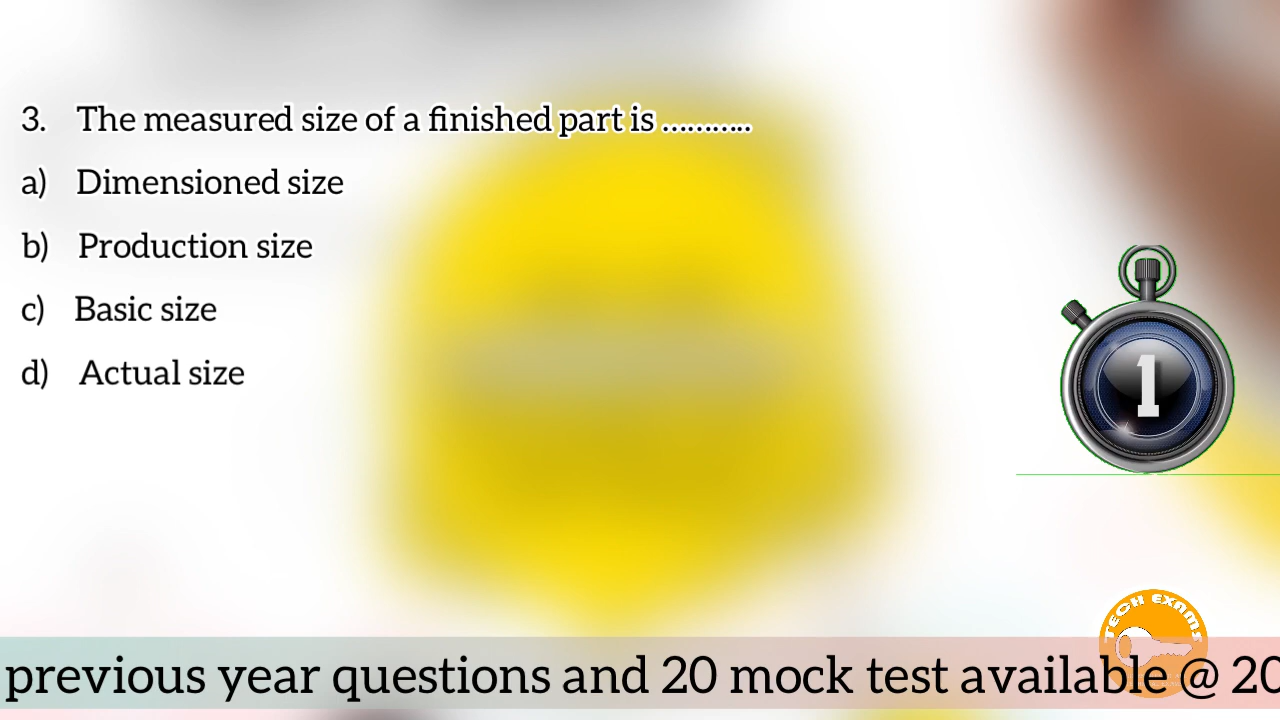 3. The measured size of a finished part is ...........
a) Dimensioned size
b) Production size
c) Basic size
d) Actual size
1
TECH EXAMS
previous year questions and 20 mock test available @ 20